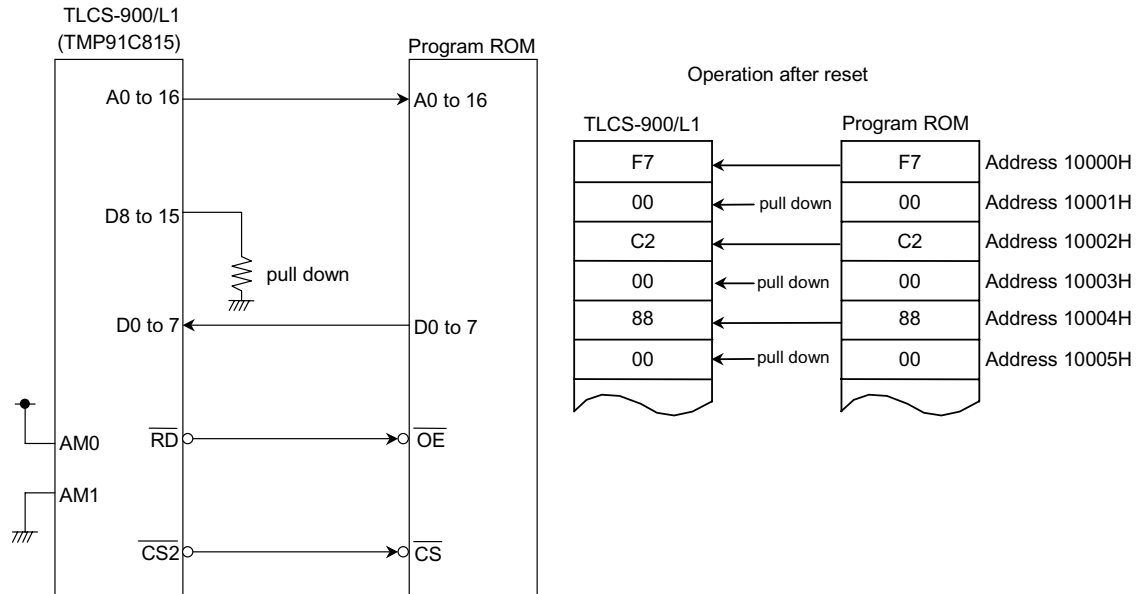 TLCS-900/L1
(TMP91C815)
Program ROM
A0 to 16
A0 to 16
D8 to 15
pull down
D0 to 7
D0 to 7
AM0
RD
OE
AM1
CS2
CS
Operation after reset
TLCS-900/L1
Program ROM
F7
F7
Address 10000H
00
pull down
00
Address 10001H
C2
C2
Address 10002H
00
pull down
00
Address 10003H
88
88
Address 10004H
00
pull down
00
Address 10005H